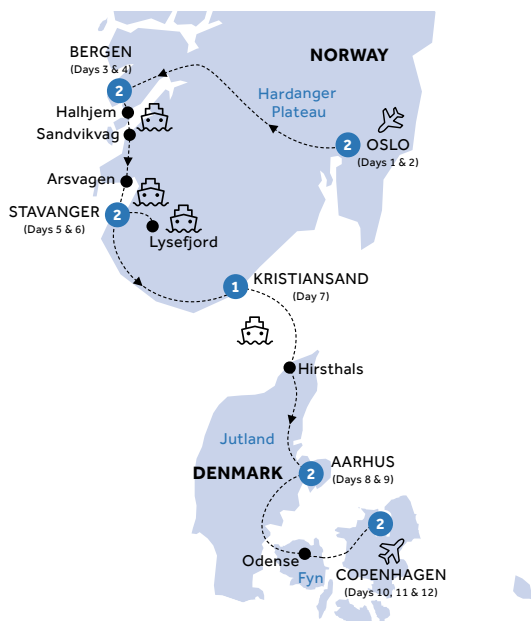 NORWAY
BERGEN
(Days 3 & 4)
2
Hardanger
Plateau
Halhjem
Sandvikvag
2
OSLO
(Days 1 & 2)
Arsvagen
STAVANGER
(Days 5 & 6)
2
Lysefjord
1
KRISTIANSAND
(Day 7)
Hirsthals
Jutland
DENMARK
2
AARHUS
(Days 8 & 9)
2
Odense
Fyn
COPENHAGEN
(Days 10, 11 & 12)